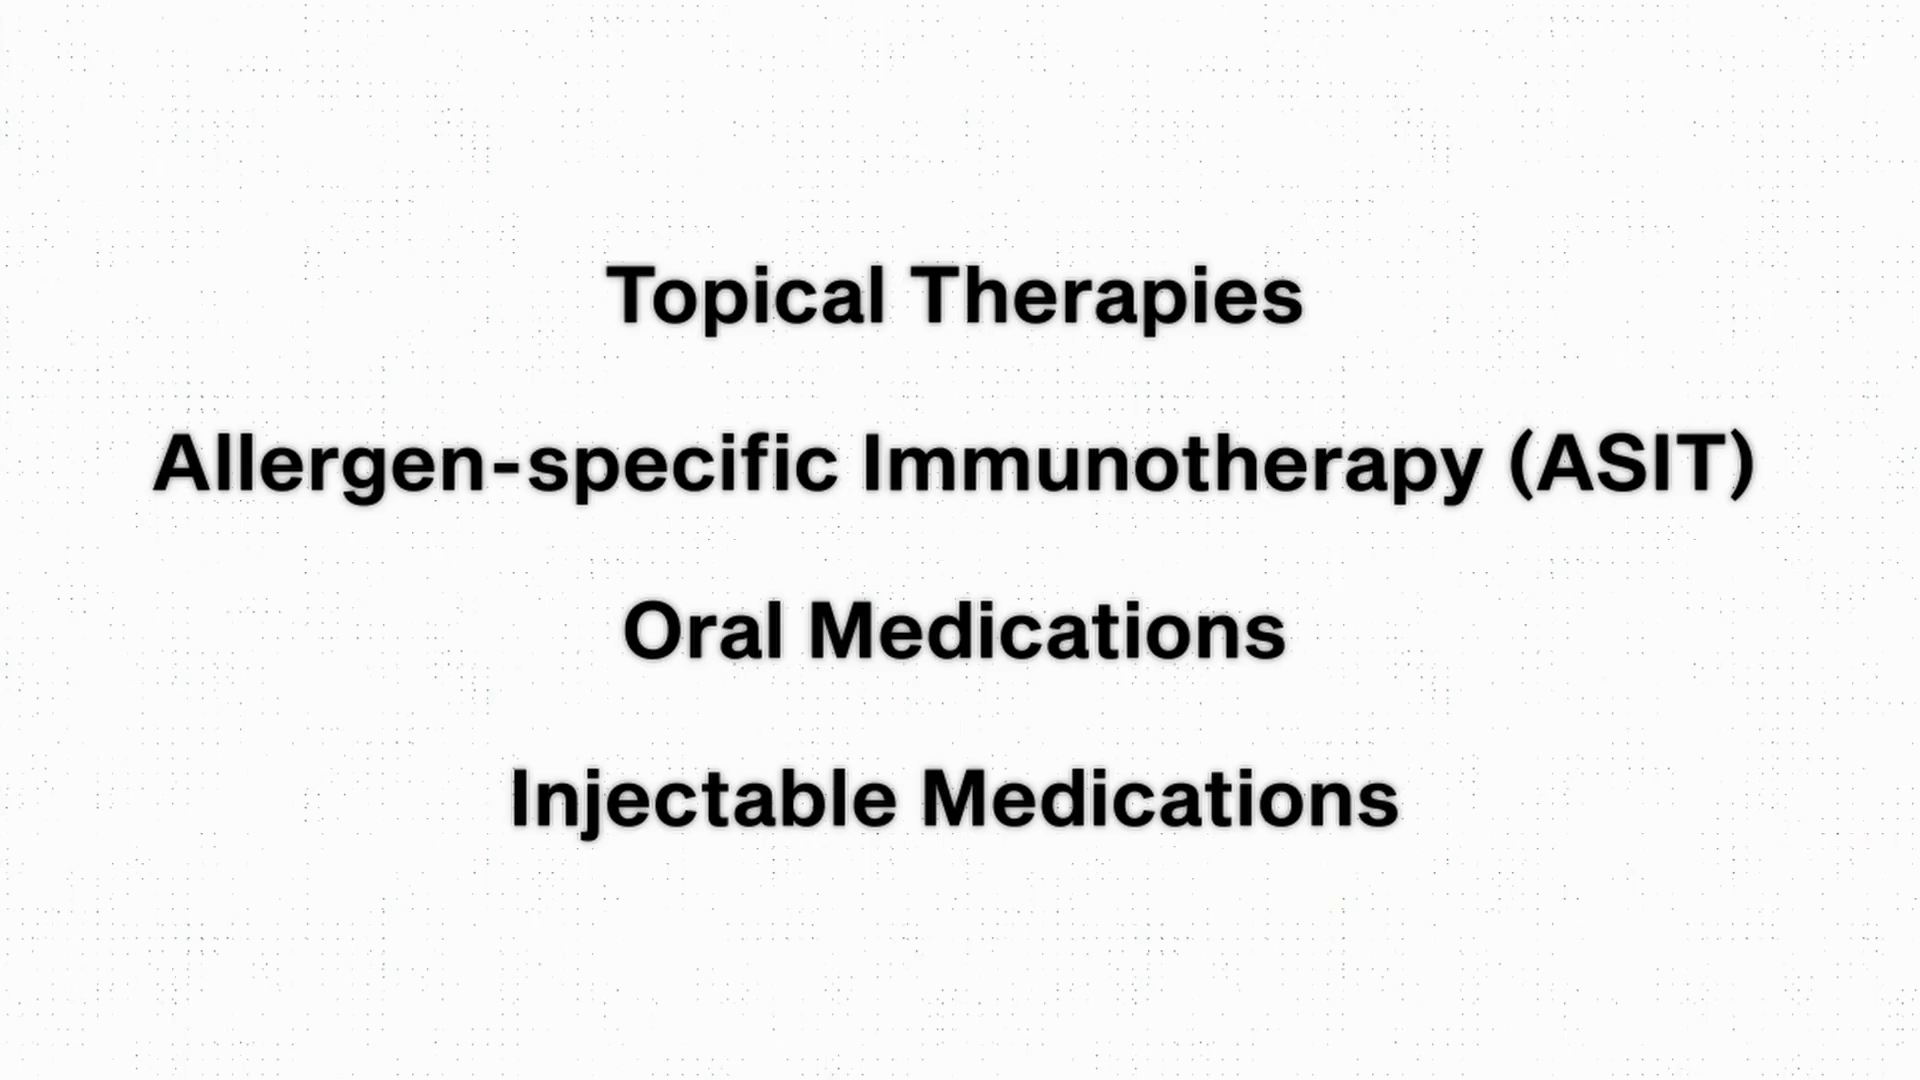 Topical Therapies
Allergen-specific Immunotherapy (ASIT)
Oral Medications
Injectable Medications